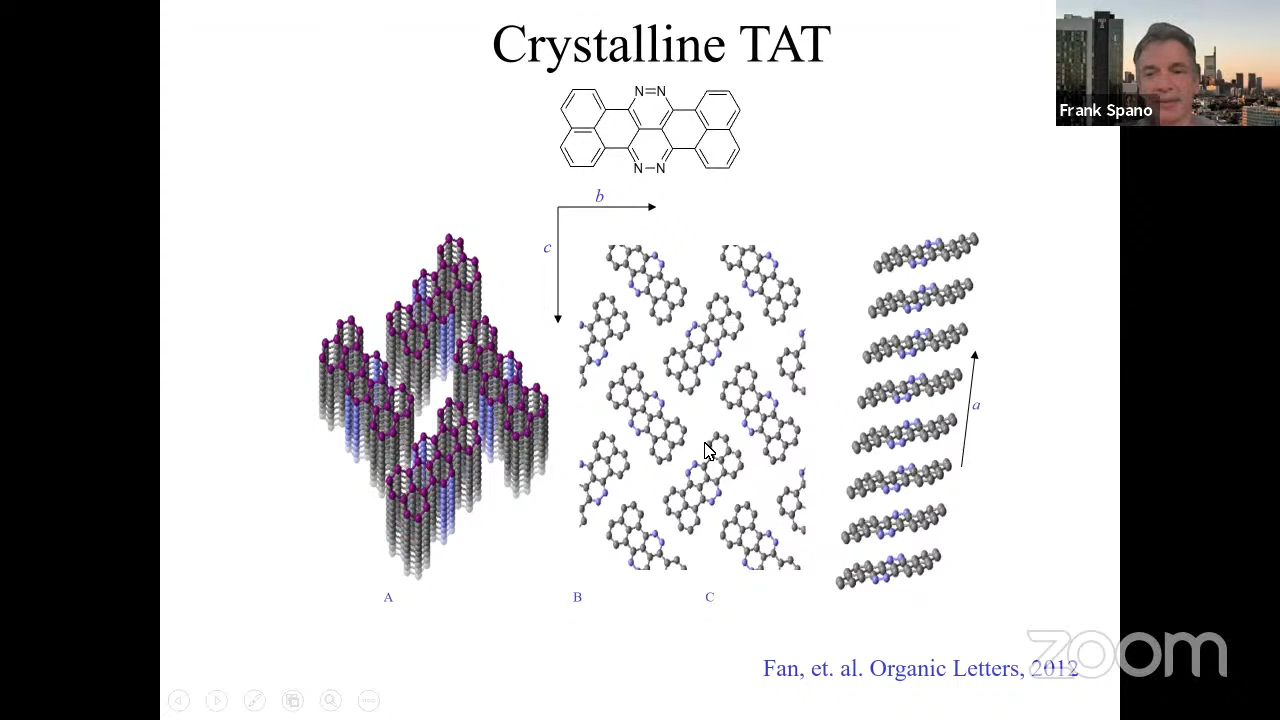 Crystalline TAT
Frank Spano
N=N
N—N
b
c
a
A
B
C
Fan, et. al. Organic Letters, 2012
zoom